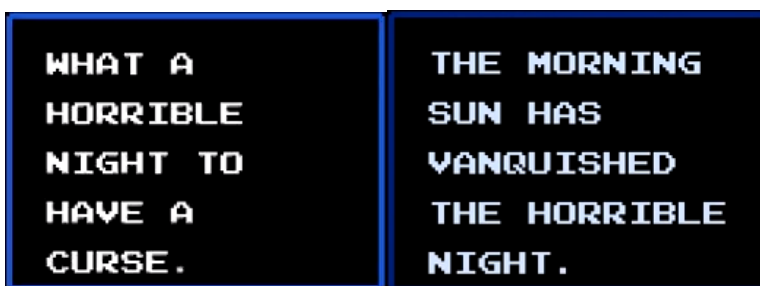 WHAT A
HORRIBLE
NIGHT TO
HAVE A
CURSE.
THE MORNING
SUN HAS
VANQUISHED
THE HORRIBLE
NIGHT.